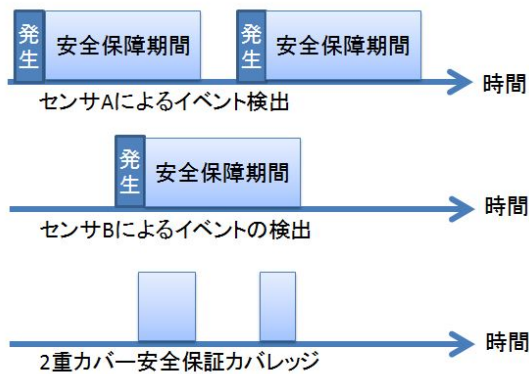 発生 安全保障期間 発生 安全保障期間
時間
センサAによるイベント検出
発生 安全保障期間
時間
センサBによるイベントの検出
時間
2重カバー安全保証カバレッジ